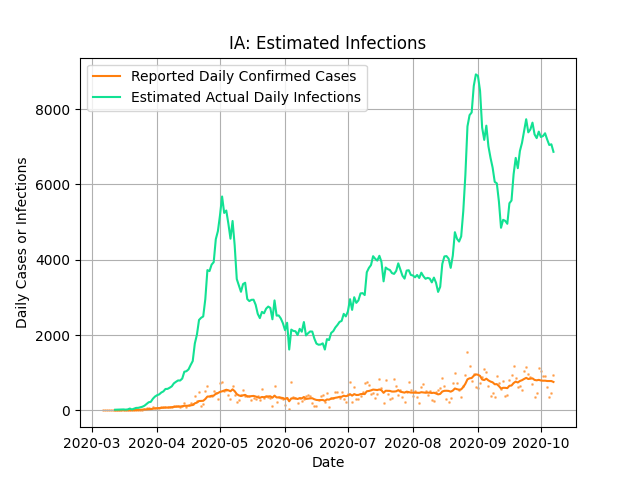 IA: Estimated Infections
Reported Daily Confirmed Cases
Estimated Actual Daily Infections
Daily Cases or Infections
8000
6000
4000
2000
0
2020-03 2020-04 2020-05 2020-06 2020-07 2020-08 2020-09 2020-10
Date